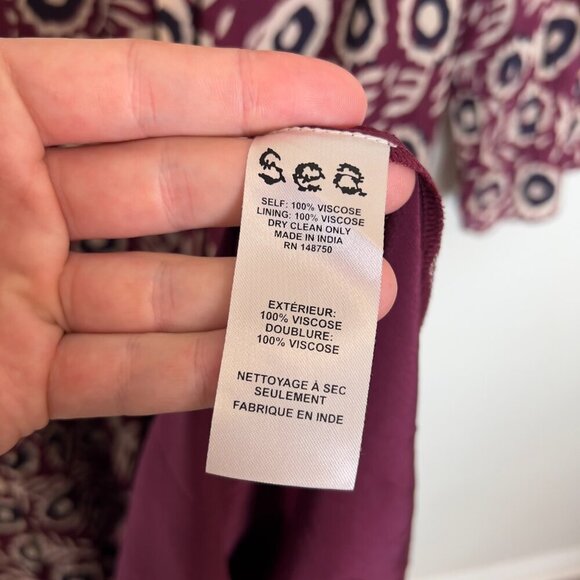 sea
SELF: 100% VISCOSE
LINING: 100% VISCOSE
DRY CLEAN ONLY
MADE IN INDIA
RN 148750
EXTÉRIEUR:
100% VISCOSE
DOUBLURE:
100% VISCOSE
NETTOYAGE À SEC
SEULEMENT
FABRIQUE EN INDE